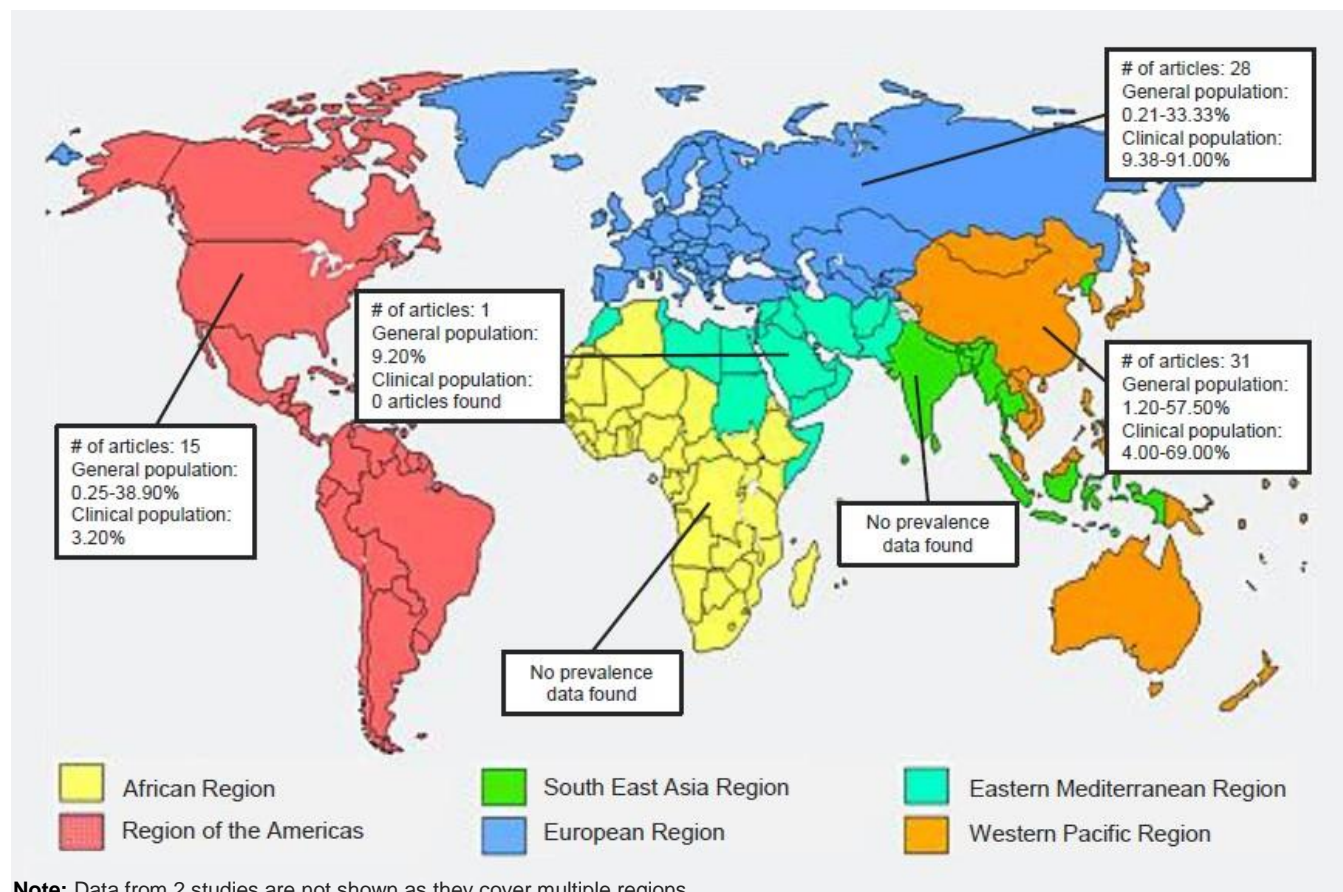 # of articles: 28
General population:
0.21-33.33%
Clinical population:
9.38-91.00%
# of articles: 1
General population:
9.20%
Clinical population:
0 articles found
# of articles: 31
General population:
1.20-57.50%
Clinical population:
4.00-69.00%
# of articles: 15
General population:
0.25-38.90%
Clinical population:
3.20%
No prevalence
data found
No prevalence
data found
African Region
South East Asia Region
Eastern Mediterranean Region
Region of the Americas
European Region
Western Pacific Region
Note: Data from 2 studies are not shown as they cover multiple regions